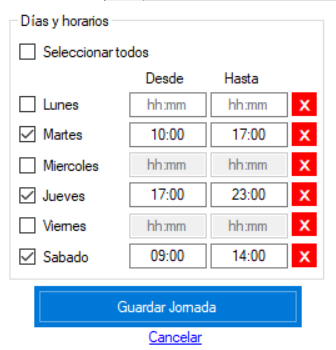 Días y horarios
Seleccionar todos
Desde Hasta
Lunes hh:mm hh:mm X
Martes 10:00 17:00 X
Miercoles hh:mm hh:mm X
Jueves 17:00 23:00 X
Viernes hh:mm hh:mm X
Sabado 09:00 14:00 X
Guardar Jornada
Cancelar